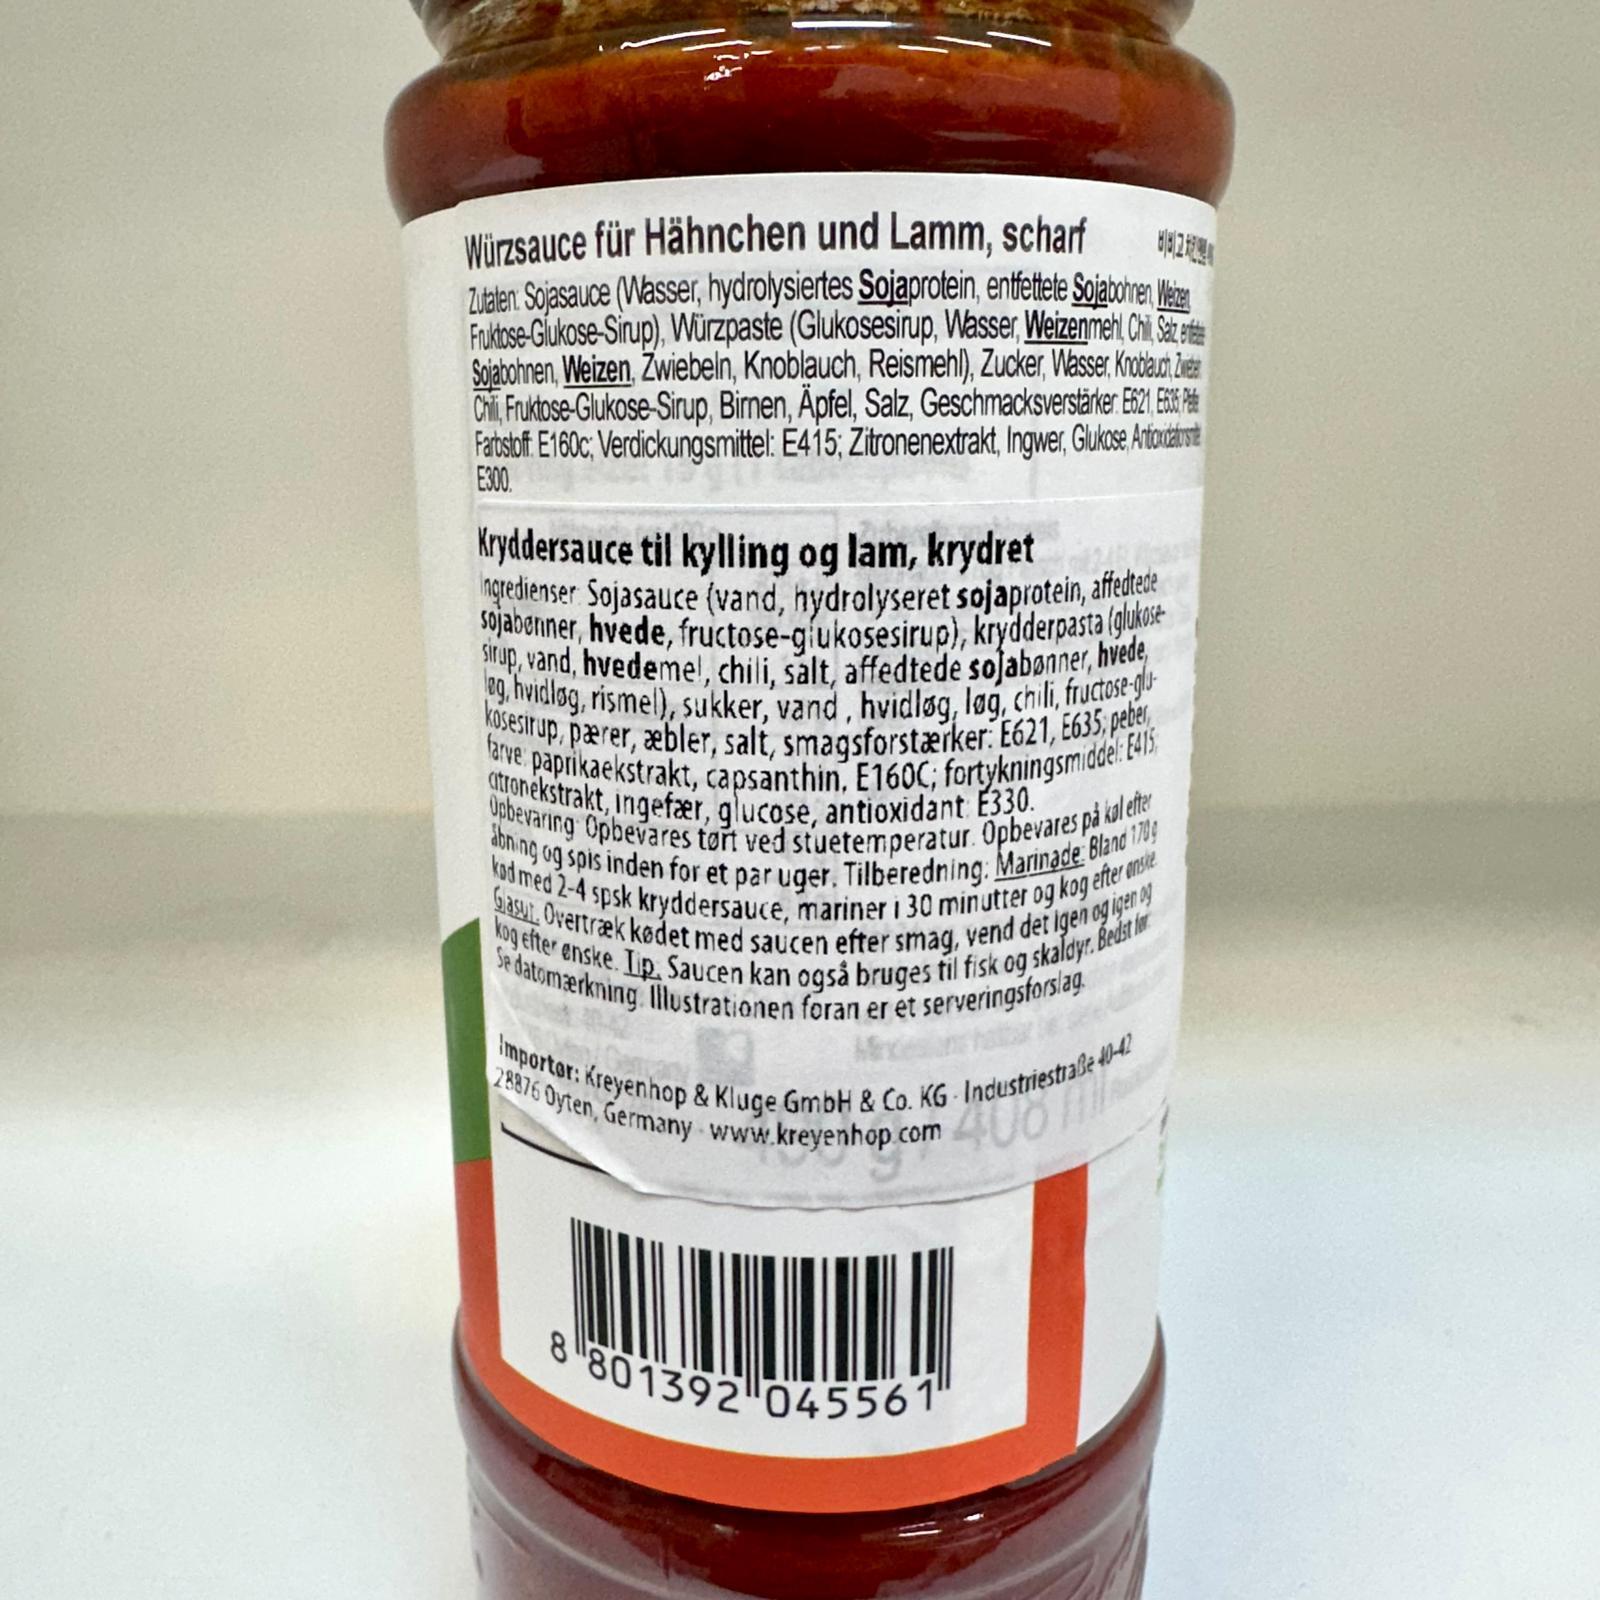 Würzsauce für Hähnchen und Lamm, scharf
Zutaten: Sojasauce (Wasser, hydrolysiertes Sojaprotein, entfettete Sojabohnen, Weizen,
Fruktose-Glukose-Sirup), Würzpaste (Glukosesirup, Wasser, Weizenmehl, Chili, Salz, entfettete
Sojabohnen, Weizen, Zwiebeln, Knoblauch, Reismehl), Zucker, Wasser, Knoblauch, Zwiebeln
Chili, Fruktose-Glukose-Sirup, Birnen, Äpfel, Salz, Geschmacksverstärker: E621, E635; Pfeffer
Farbstoff: E160c; Verdickungsmittel: E415; Zitronenextrakt, Ingwer, Glukose, Antioxidationsmittel
E300.
Kryddersauce til kylling og lam, krydret
Ingredienser: Sojasauce (vand, hydrolyseret sojaprotein, affedtede
sojabønner, hvede, fructose-glukosesirup), krydderpasta (glukose-
sirup, vand, hvedemel, chili, salt, affedtede sojabønner, hvede,
løg, hvidløg, rismel), sukker, vand , hvidløg, løg, chili, fructose-glu-
kosesirup, pærer, æbler, salt, smagsforstærker: E621, E635; peber,
farve: paprikaekstrakt, capsanthin, E160C; fortykningsmiddel: E415;
citronekstrakt, ingefær, glucose, antioxidant: E330.
Opbevaring: Opbevares tørt ved stuetemperatur. Opbevares på køl efter
åbning og spis inden for et par uger. Tilberedning: Marinade: Bland 170 g
kød med 2-4 spsk kryddersauce, mariner i 30 minutter og kog efter ønske.
Glasut: Overtræk kødet med saucen efter smag, vend det igen og igen og
kog efter ønske. Tip: Saucen kan også bruges til fisk og skaldyr. Bedst før:
Se datomærkning. Illustrationen foran er et serveringsforslag.
Importør: Kreyenhop & Kluge GmbH & Co. KG · Industriestraße 40-42
28876 Oyten, Germany · www.kreyenhop.com
408 ml
8 801392 045561